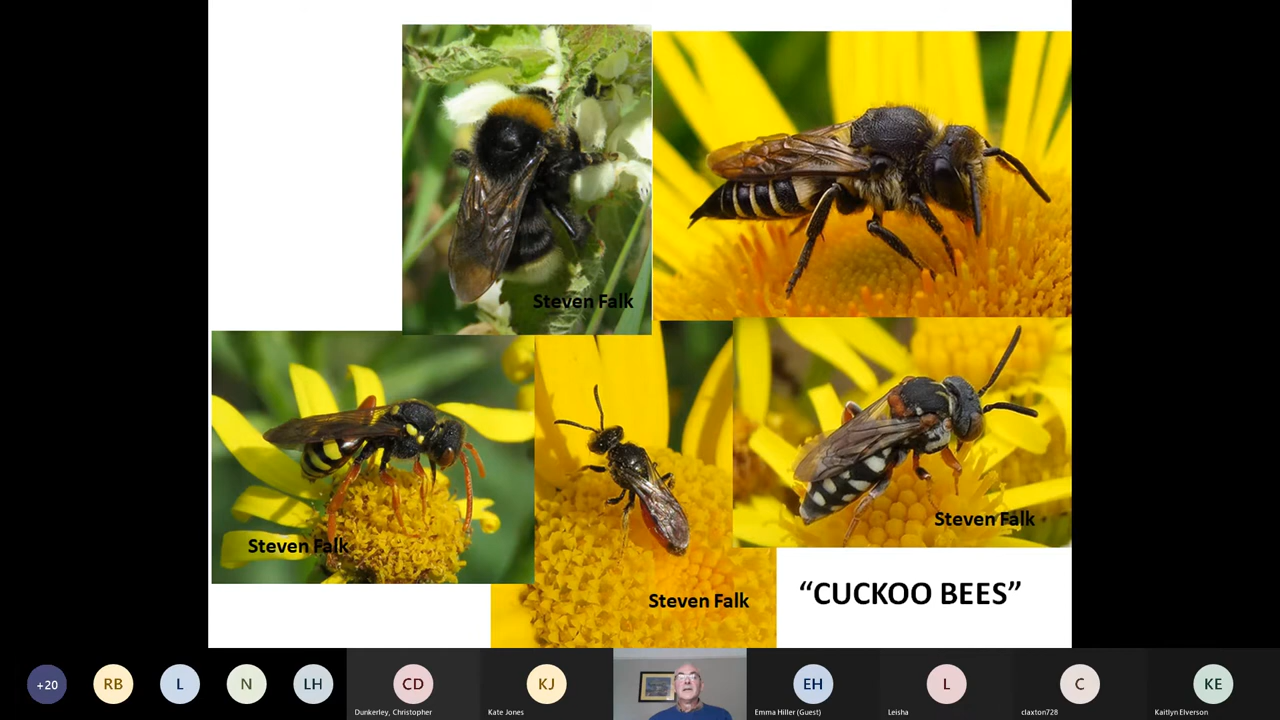 Steven Falk
Steven Falk
Steven Falk
Steven Falk
“CUCKOO BEES”
+20
RB
L
N
LH
CD
Dunkerley, Christopher
KJ
Kate Jones
EH
Emma Hiller (Guest)
L
Leisha
C
claxton728
KE
Kaitlyn Elverson